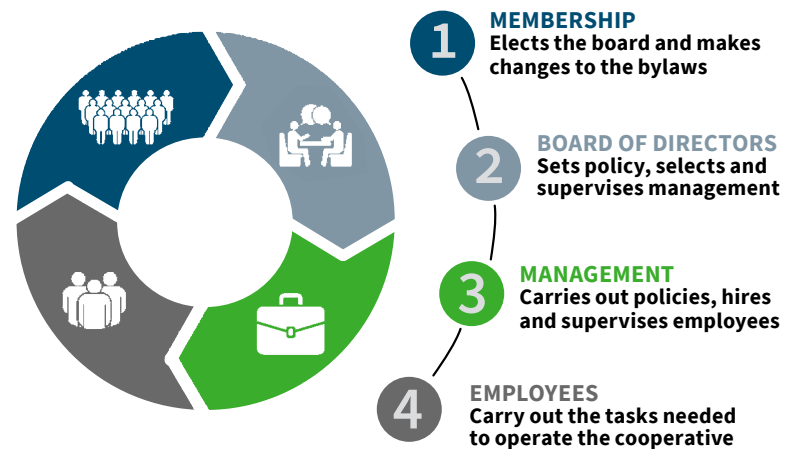 1
MEMBERSHIP
Elects the board and makes
changes to the bylaws
2
BOARD OF DIRECTORS
Sets policy, selects and
supervises management
3
MANAGEMENT
Carries out policies, hires
and supervises employees
4
EMPLOYEES
Carry out the tasks needed
to operate the cooperative